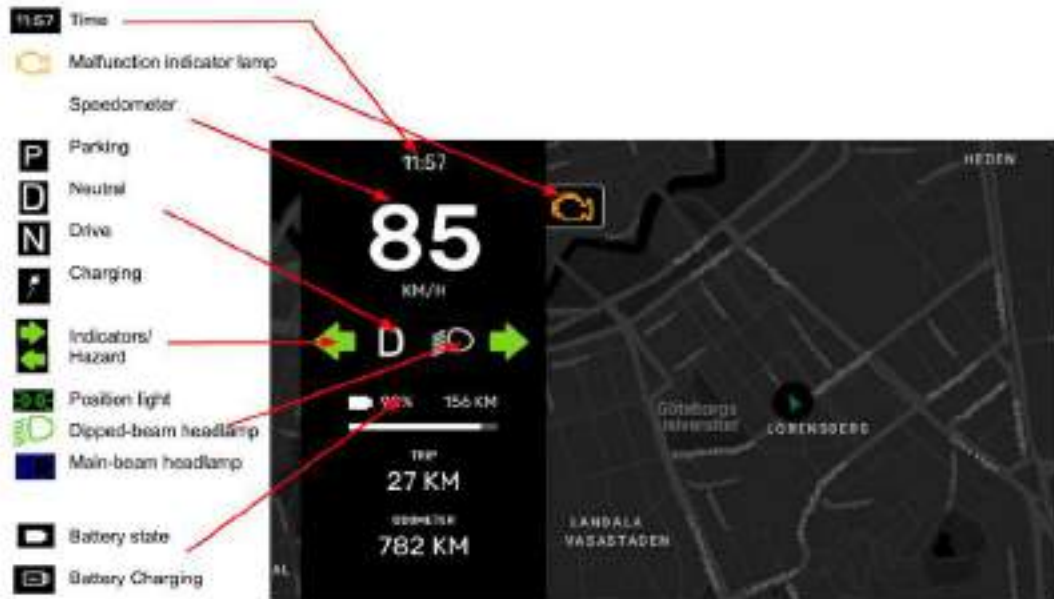 11:57 Time
Malfunction indicator lamp
Speedometer
P Parking
D Neutral
N Drive
Charging
Indicators/
Hazard
Position light
Dipped-beam headlamp
Main-beam headlamp
Battery state
Battery Charging
11:57
85
KM/H
D
156 KM
TRIP
27 KM
ODOMETER
782 KM
AL
HEDEN
Göteborgs
universitet
LORENSBERG
LANDALA
VASASTADEN